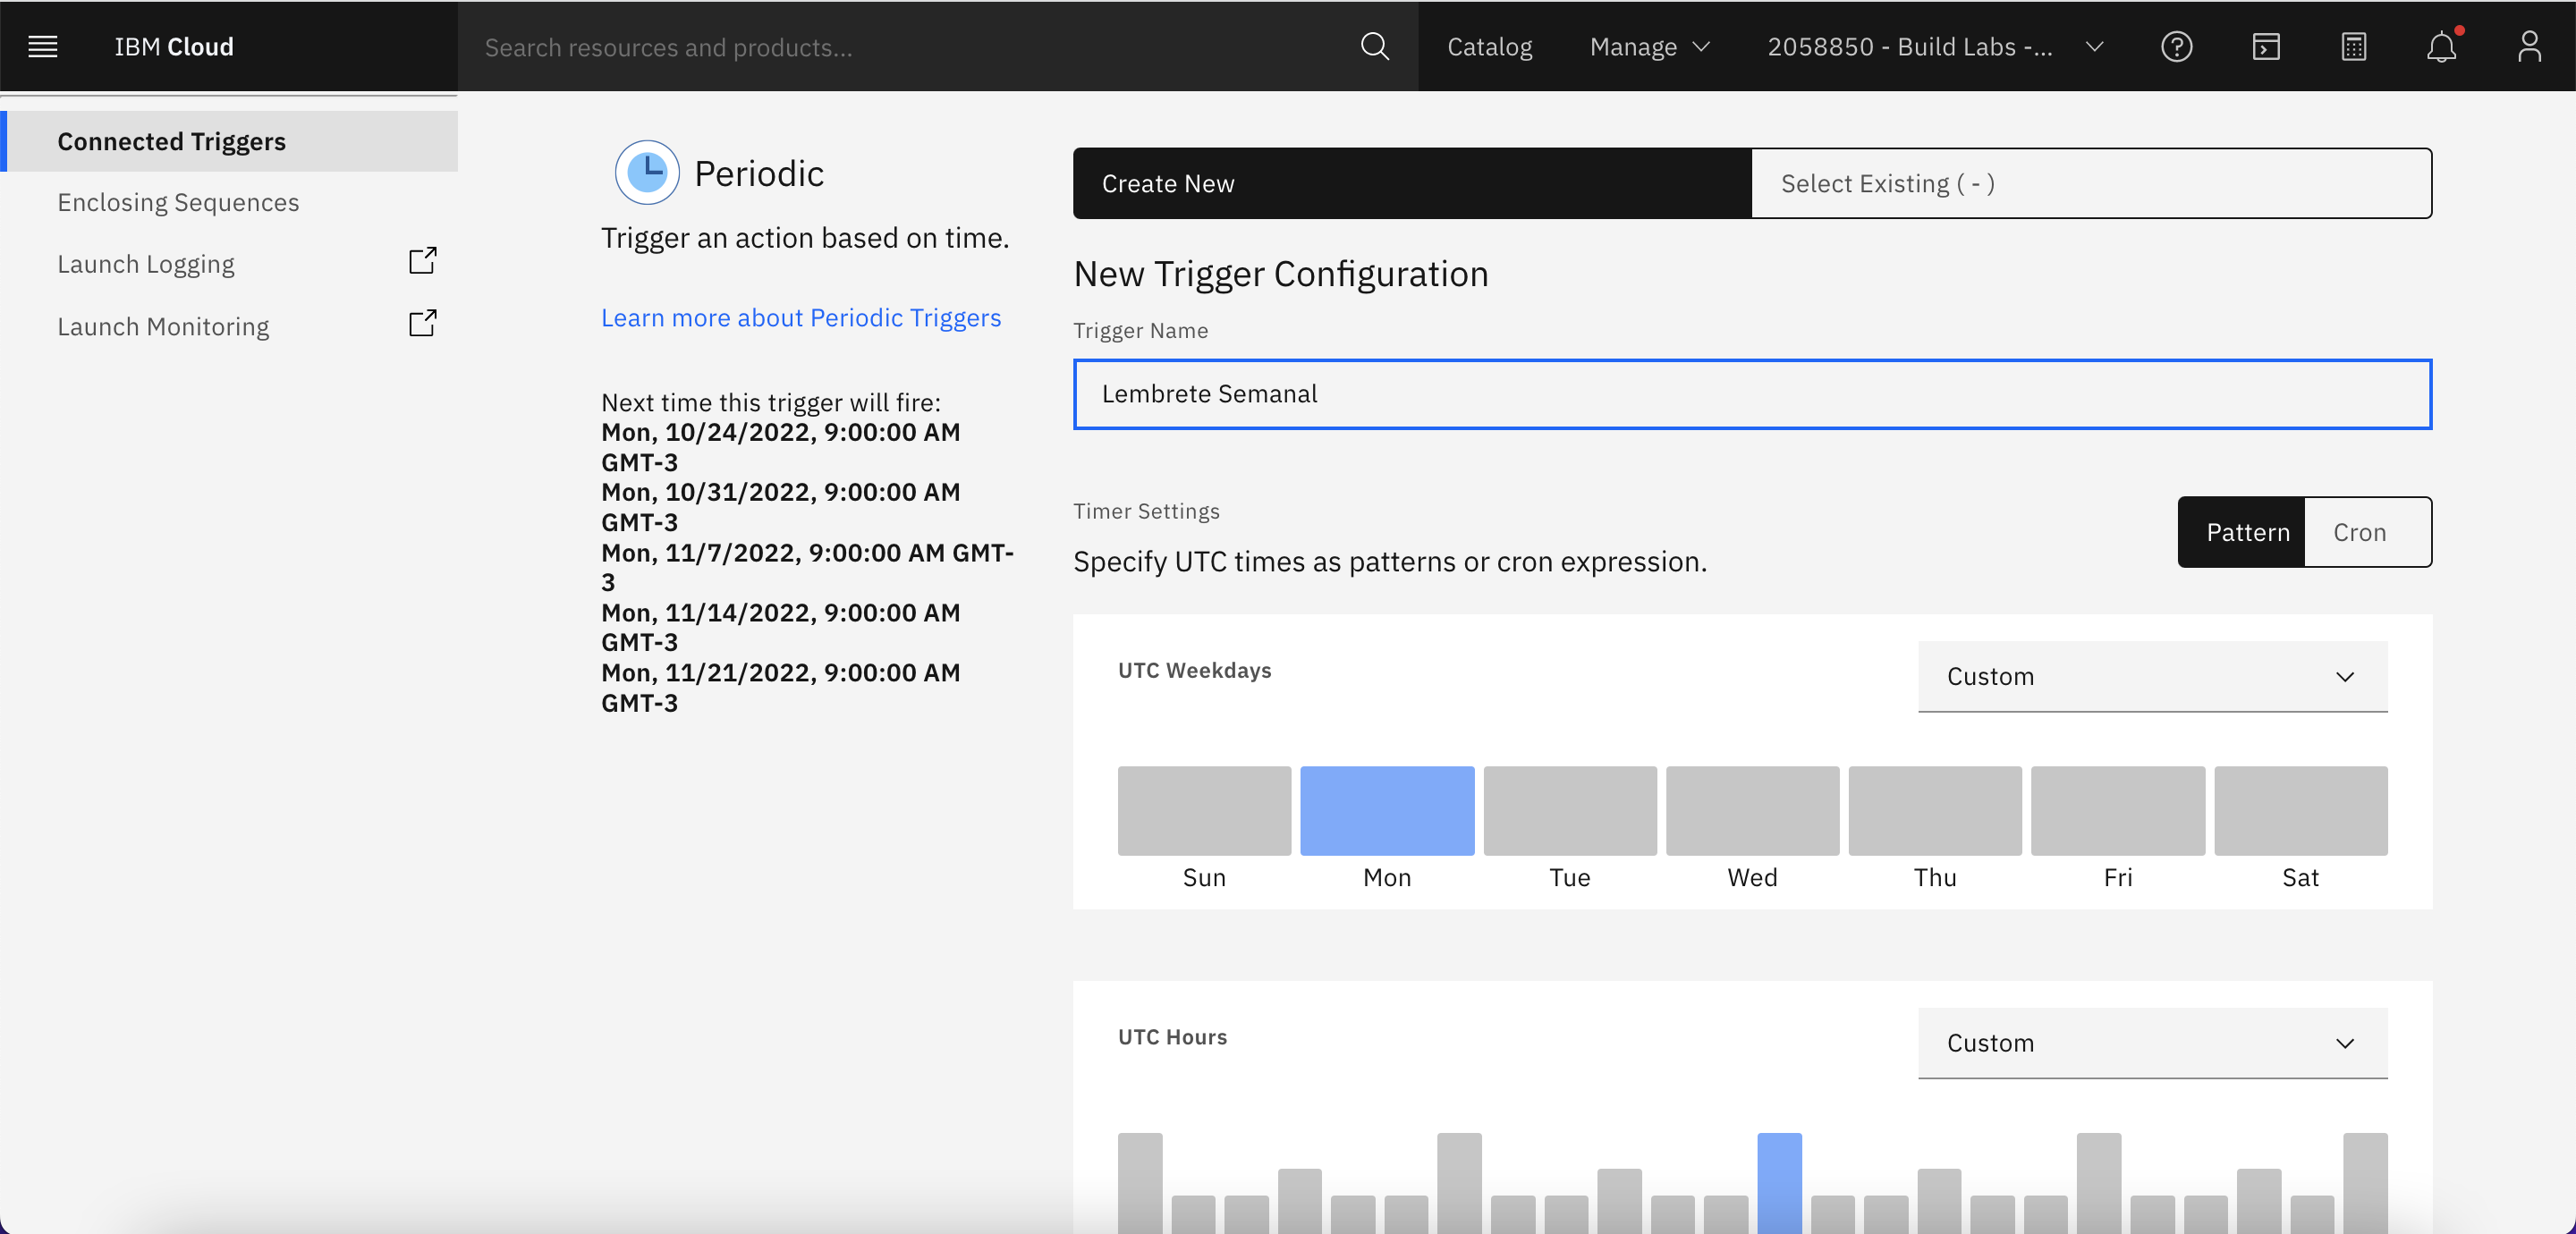 IBM Cloud
Search resources and products...
Catalog
Manage
2058850 - Build Labs -...
Connected Triggers
Enclosing Sequences
Launch Logging
Launch Monitoring
Periodic
Trigger an action based on time.
Learn more about Periodic Triggers
Next time this trigger will fire:
Mon, 10/24/2022, 9:00:00 AM
GMT-3
Mon, 10/31/2022, 9:00:00 AM
GMT-3
Mon, 11/7/2022, 9:00:00 AM GMT-
3
Mon, 11/14/2022, 9:00:00 AM
GMT-3
Mon, 11/21/2022, 9:00:00 AM
GMT-3
Create New
Select Existing ( - )
New Trigger Configuration
Trigger Name
Lembrete Semanal
Timer Settings
Specify UTC times as patterns or cron expression.
Pattern
Cron
UTC Weekdays
Custom
Sun
Mon
Tue
Wed
Thu
Fri
Sat
UTC Hours
Custom